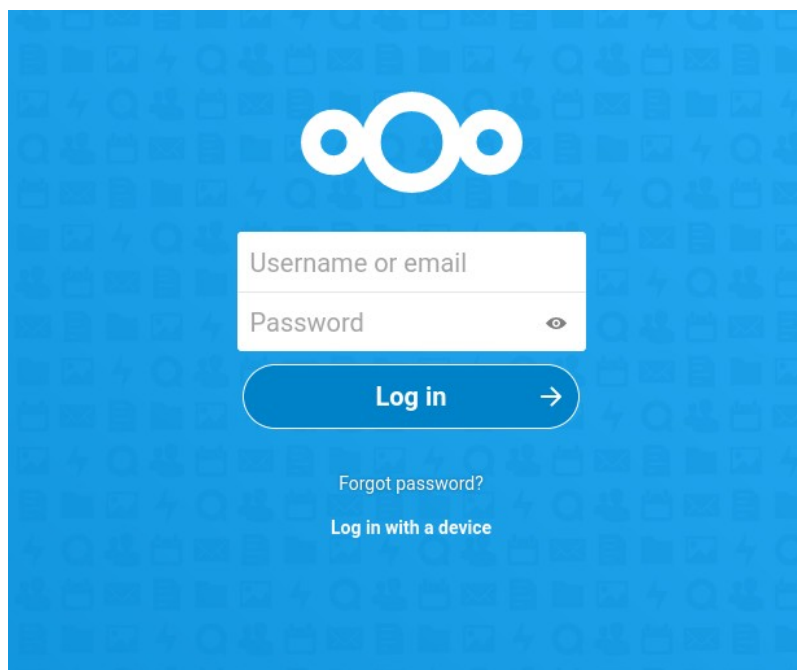 Username or email
Password
Log in
Forgot password?
Log in with a device